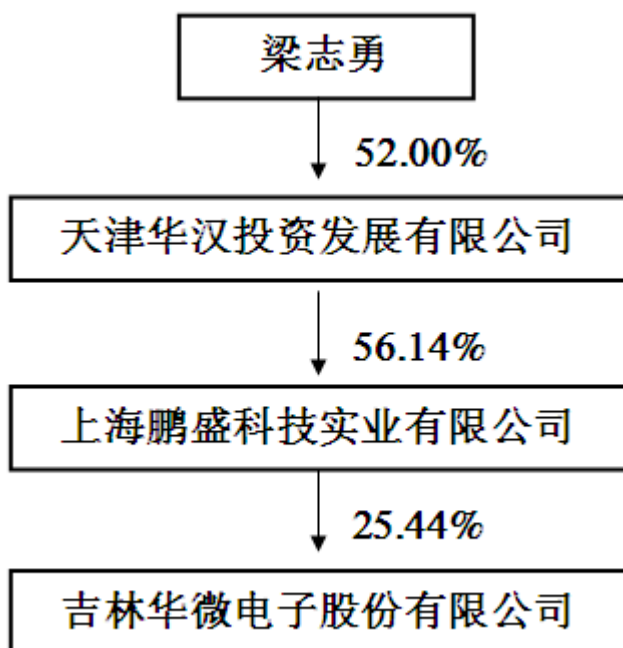 梁志勇
52.00%
天津华汉投资发展有限公司
56.14%
上海鹏盛科技实业有限公司
25.44%
吉林华微电子股份有限公司